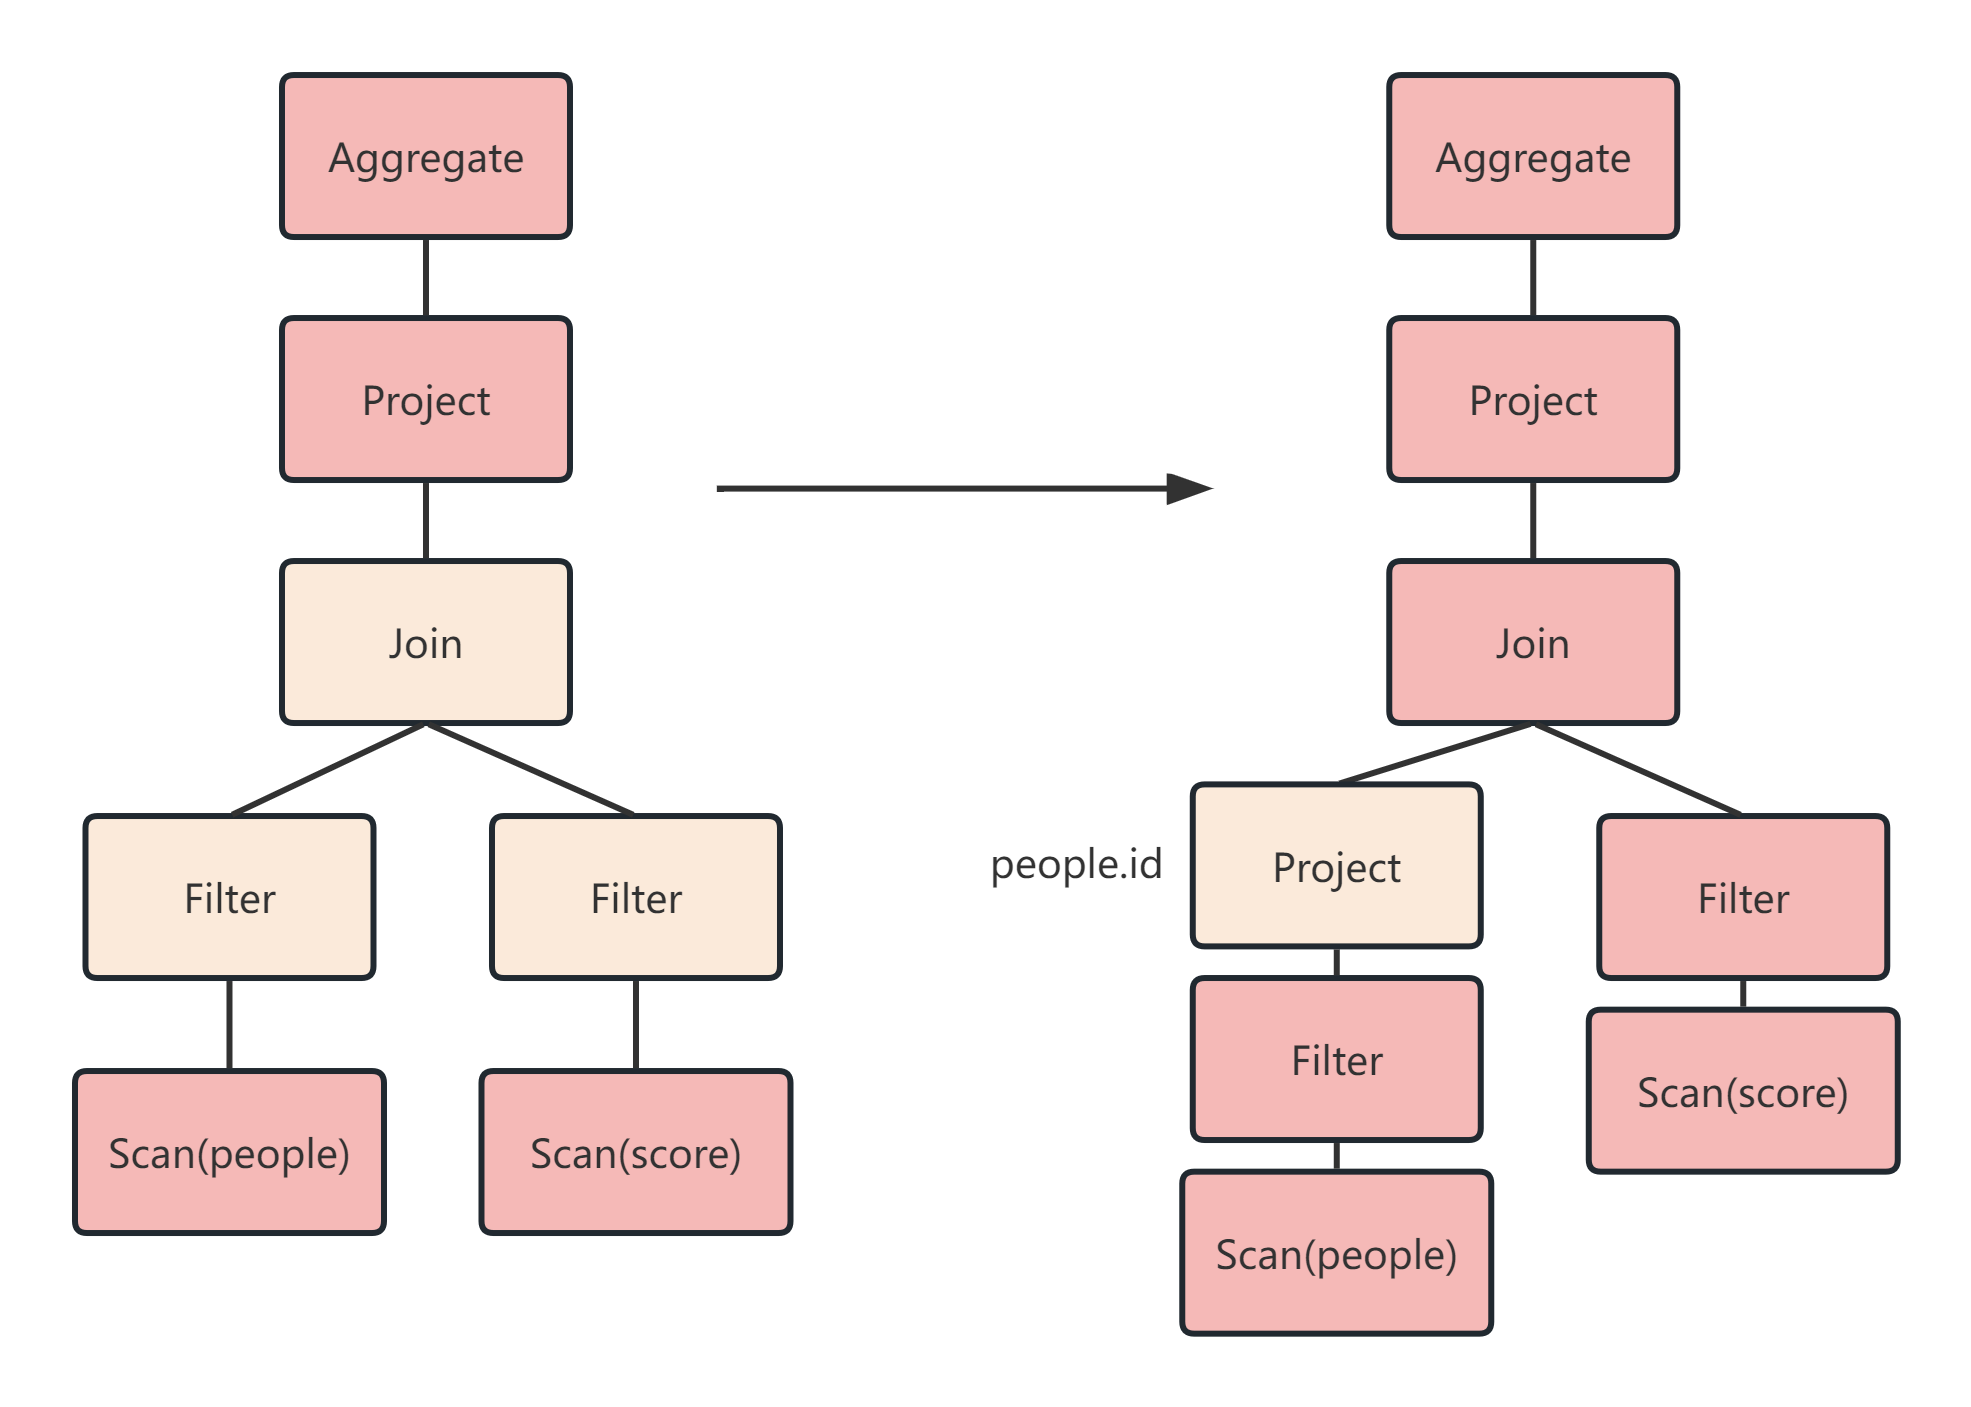 Aggregate
Project
Join
Filter
Filter
Scan(people)
Scan(score)
Aggregate
Project
Join
people.id
Project
Filter
Filter
Scan(score)
Scan(people)